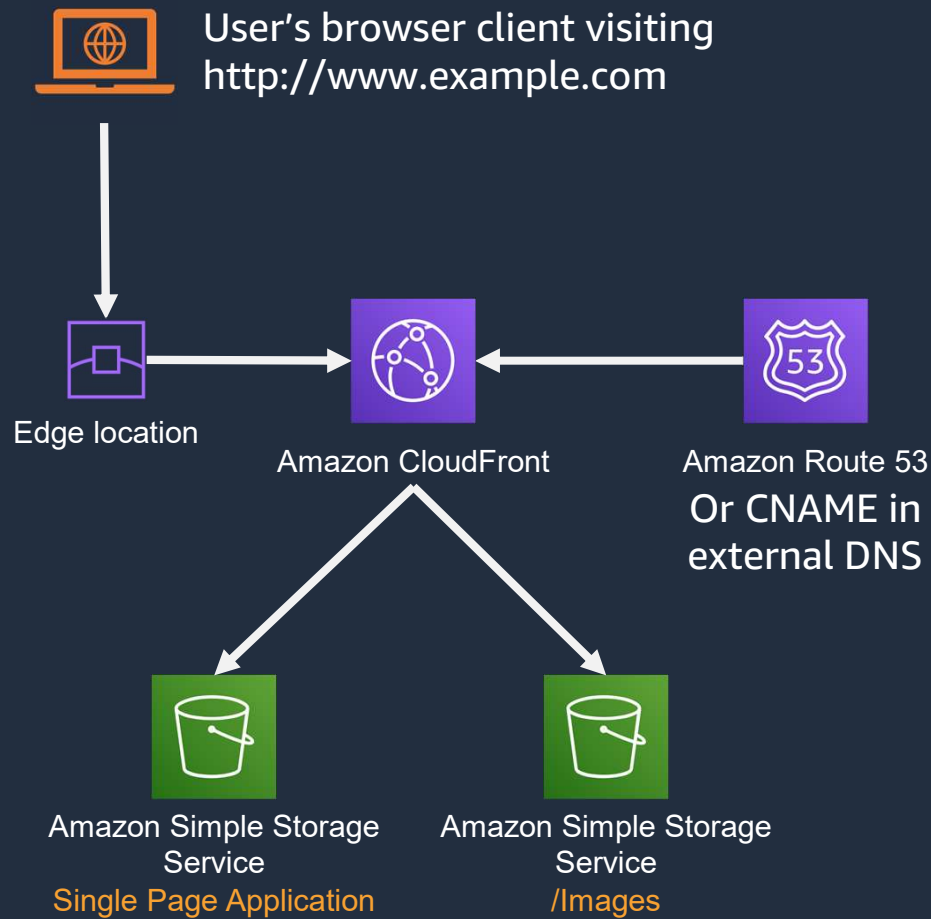 User’s browser client visiting
http://www.example.com
Edge location
Amazon CloudFront
53
Amazon Route 53
Or CNAME in
external DNS
Amazon Simple Storage
Service
Single Page Application
Amazon Simple Storage
Service
/Images